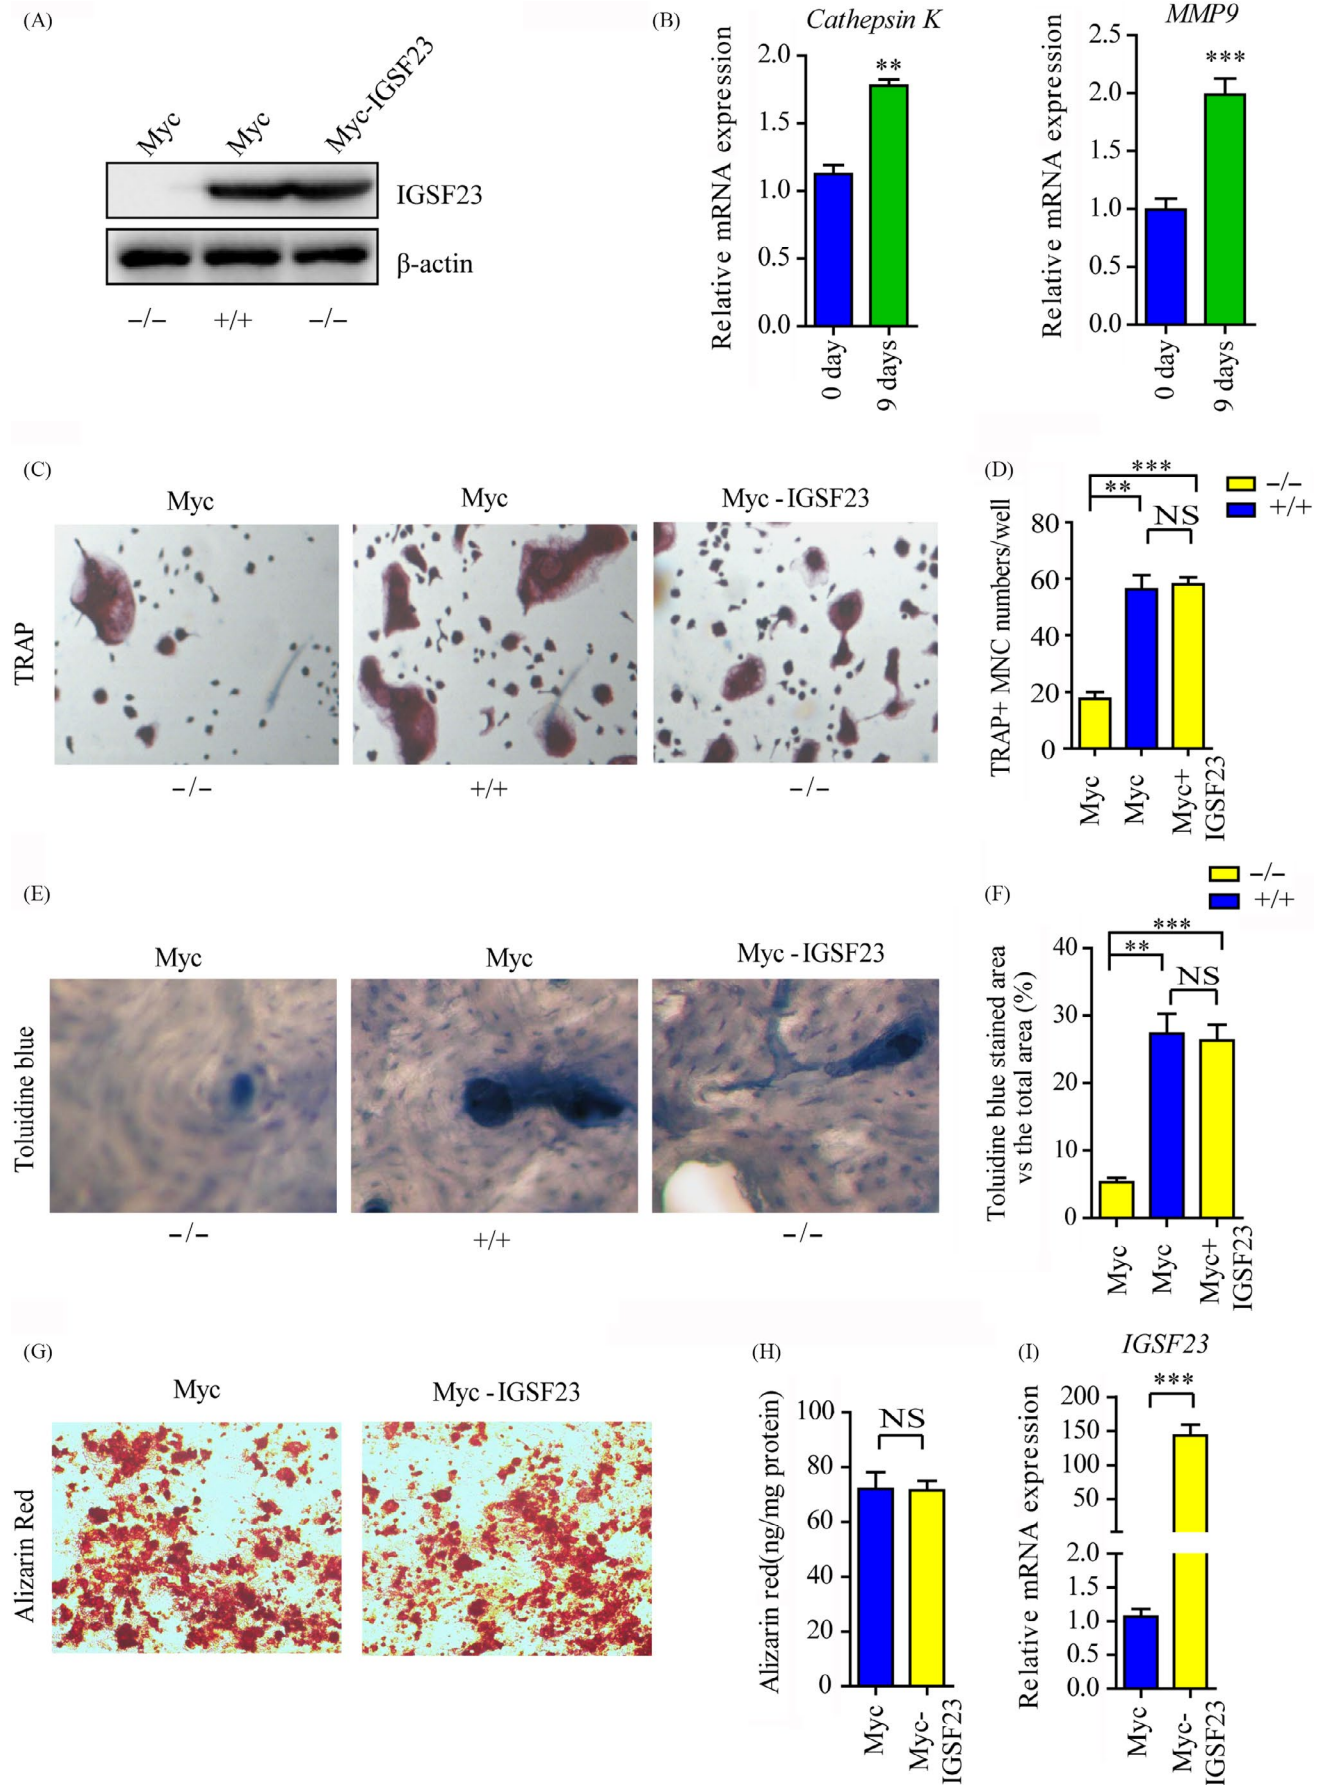 (A)
Myc
Myc
Myc-IGSF23
IGSF23
β-actin
−/−
+/+
−/−
(B)
Cathepsin K
Relative mRNA expression
2.0
1.5
1.0
0.5
0.0
**
0 day
9 days
MMP9
Relative mRNA expression
2.5
2.0
1.5
1.0
0.5
0.0
***
0 day
9 days
(C)
Myc
Myc
Myc - IGSF23
TRAP
−/−
+/+
−/−
(D)
−/−
+/+
***
**
NS
TRAP+ MNC numbers/well
80
60
40
20
0
Myc
Myc
Myc+
IGSF23
(E)
Myc
Myc
Myc - IGSF23
Toluidine blue
−/−
+/+
−/−
(F)
−/−
+/+
***
**
NS
Toluidine blue stained area
vs the total area (%)
40
30
20
10
0
Myc
Myc
Myc+
IGSF23
(G)
Myc
Myc - IGSF23
Alizarin Red
(H)
Alizarin red(ng/mg protein)
100
80
60
40
20
0
NS
Myc
Myc-
IGSF23
(I)
IGSF23
***
Relative mRNA expression
200
150
100
50
2.0
1.5
1.0
0.5
0.0
Myc
Myc-
IGSF23